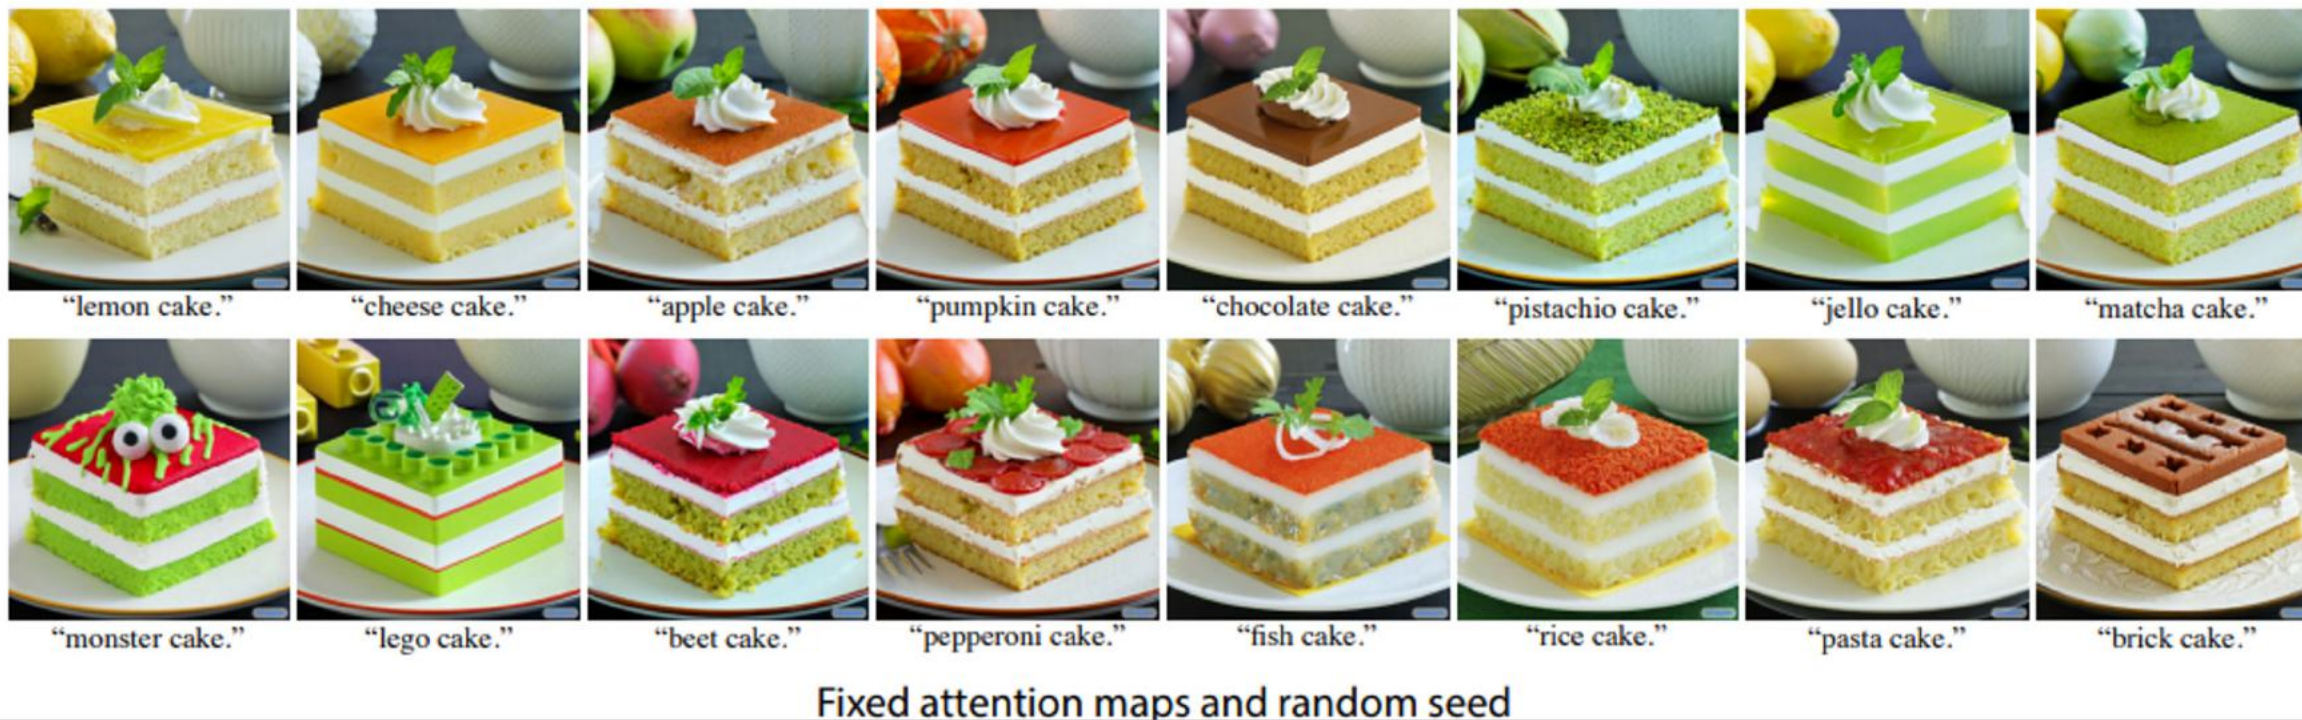 “lemon cake.” “cheese cake.” “apple cake.” “pumpkin cake.” “chocolate cake.” “pistachio cake.” “jello cake.” “matcha cake.”
“monster cake.” “lego cake.” “beet cake.” “pepperoni cake.” “fish cake.” “rice cake.” “pasta cake.” “brick cake.”
Fixed attention maps and random seed